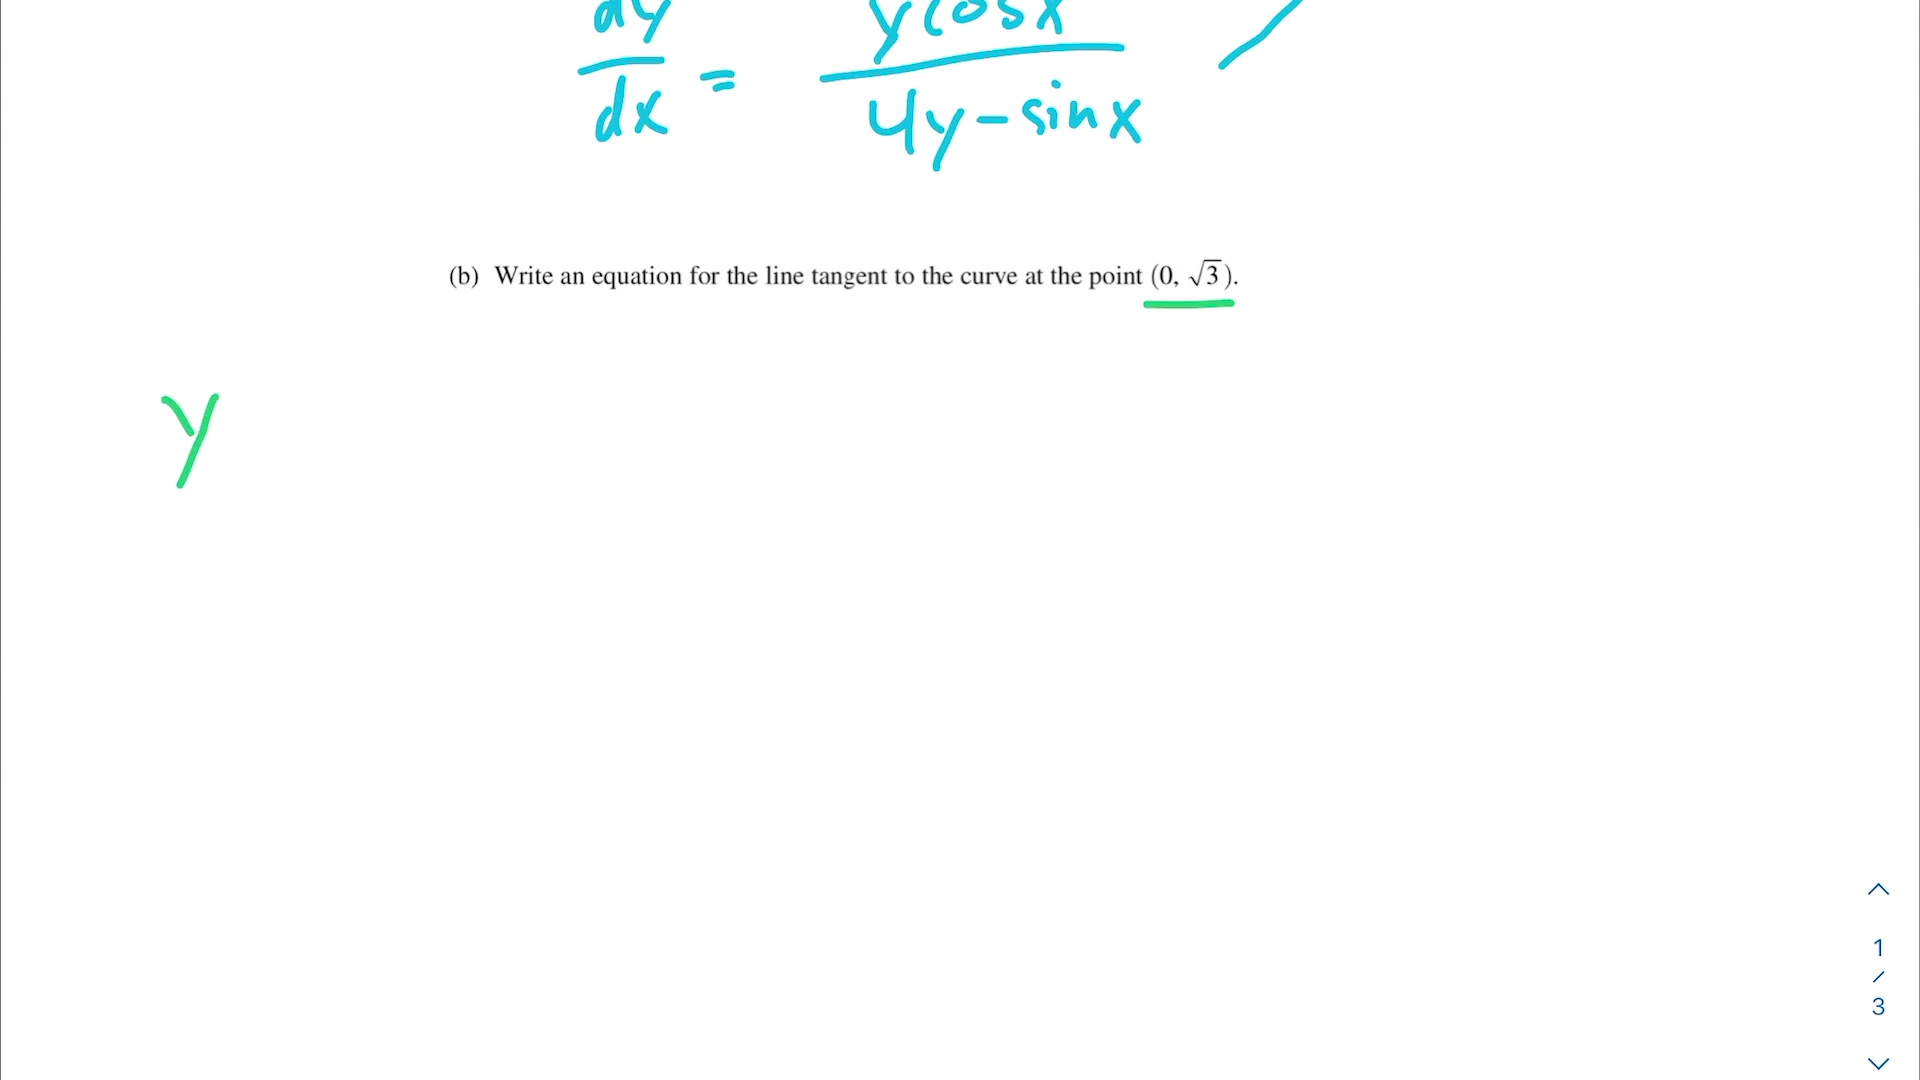 dy/dx = ycosx/4y-sinx
(b) Write an equation for the line tangent to the curve at the point (0, √3).
y
1
/
3